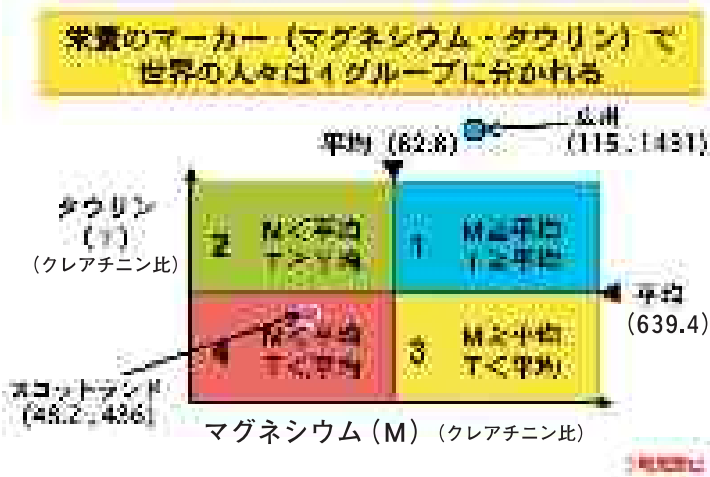 栄養のマーカー（マグネシウム・タウリン）で
世界の人々は4グループに分かれる
平均 (82.8)
広州
(115, 1431)
タウリン
(T)
(クレアチニン比)
2 M＜平均
T≧平均
1 M≧平均
T≧平均
平均
(639.4)
4 M＜平均
T＜平均
3 M≧平均
T＜平均
スコットランド
マグネシウム (M) (クレアチニン比)